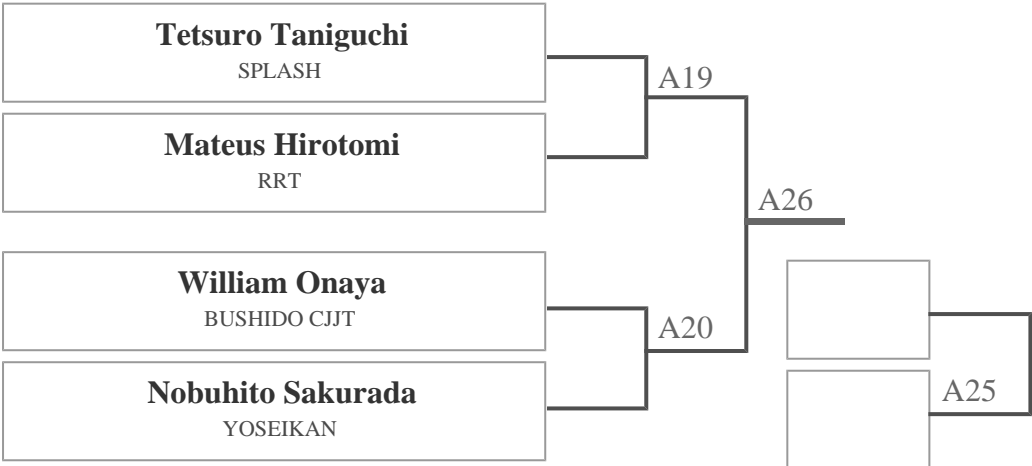 Tetsuro Taniguchi
SPLASH
A19
Mateus Hirotomi
RRT
A26
William Onaya
BUSHIDO CJJT
A20
Nobuhito Sakurada
YOSEIKAN
A25